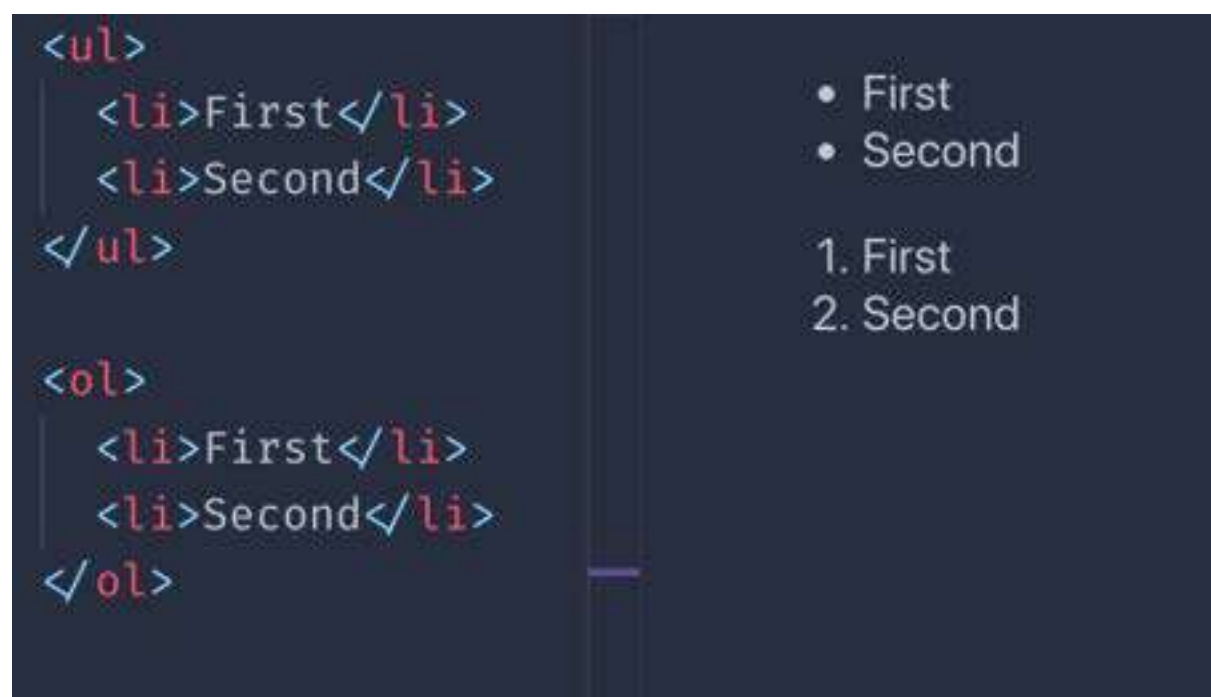 <ul>
<li>First</li>
<li>Second</li>
</ul>
<ol>
<li>First</li>
<li>Second</li>
</ol>
• First
• Second
1. First
2. Second